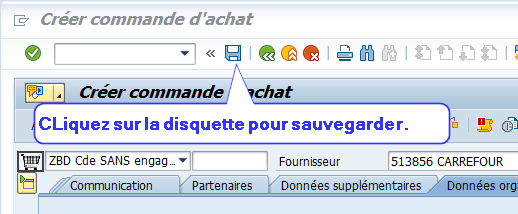 Créer commande d'achat
«
Créer commande d'achat
CLiquez sur la disquette pour sauvegarder.
ZBD Cde SANS engag... Fournisseur 513856 CARREFOUR
Communication Partenaires Données supplémentaires Données org